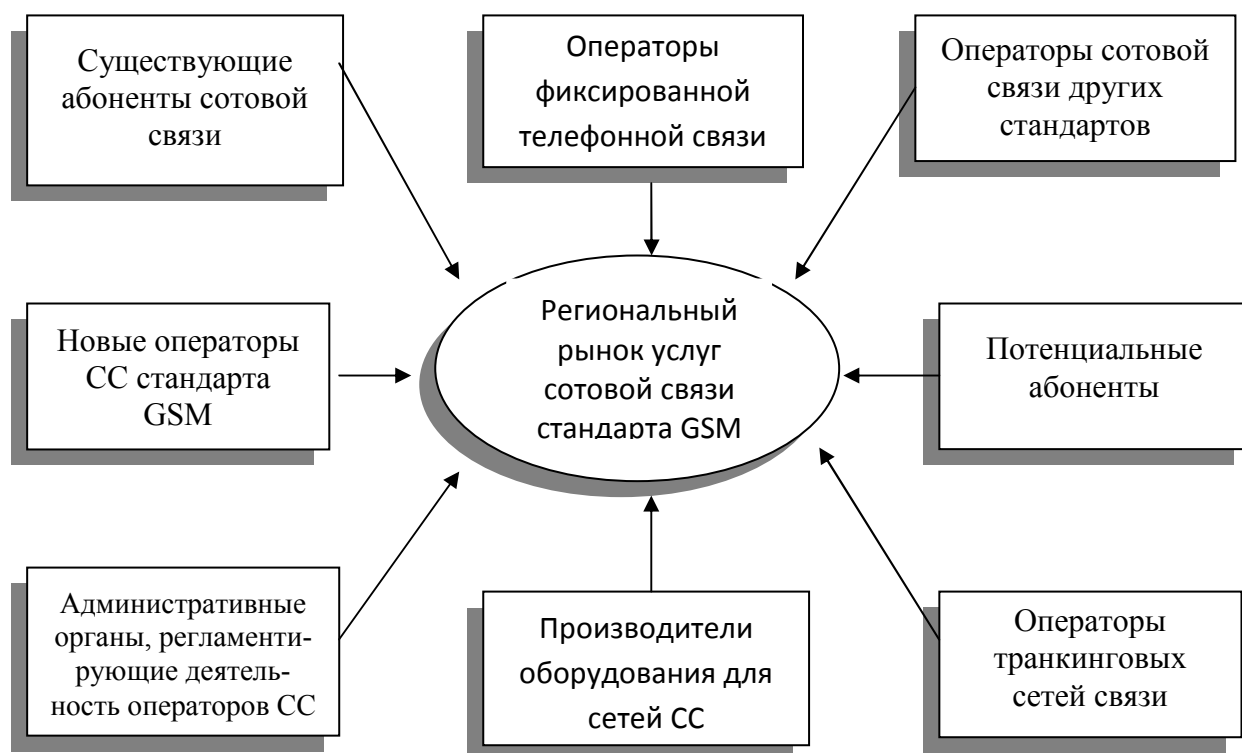 Существующие
абоненты сотовой
связи
Операторы
фиксированной
телефонной связи
Операторы сотовой
связи других
стандартов
Новые операторы
СС стандарта
GSM
Региональный
рынок услуг
сотовой связи
стандарта GSM
Потенциальные
абоненты
Административные
органы, регламенти-
рующие деятель-
ность операторов СС
Производители
оборудования для
сетей СС
Операторы
транкинговых
сетей связи